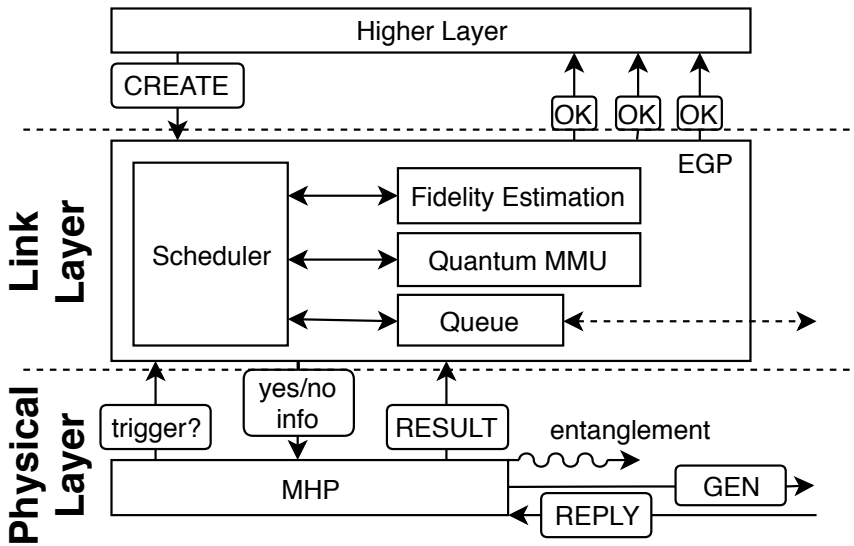 Higher Layer
CREATE
OK
OK
OK
EGP
Link
Layer
Scheduler
Fidelity Estimation
Quantum MMU
Queue
Physical
Layer
trigger?
yes/no
info
RESULT
entanglement
MHP
GEN
REPLY